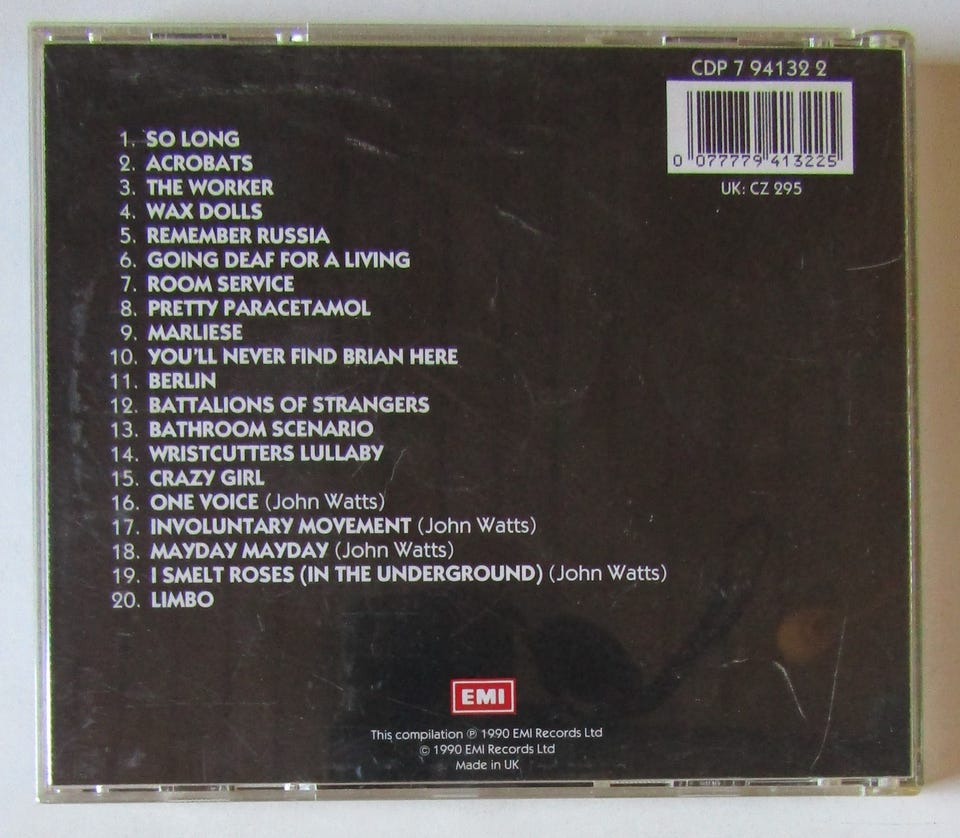 CDP 7 94132 2
0 077779 413225
UK: CZ 295
1. SO LONG
2. ACROBATS
3. THE WORKER
4. WAX DOLLS
5. REMEMBER RUSSIA
6. GOING DEAF FOR A LIVING
7. ROOM SERVICE
8. PRETTY PARACETAMOL
9. MARLIESE
10. YOU'LL NEVER FIND BRIAN HERE
11. BERLIN
12. BATTALIONS OF STRANGERS
13. BATHROOM SCENARIO
14. WRISTCUTTERS LULLABY
15. CRAZY GIRL
16. ONE VOICE (John Watts)
17. INVOLUNTARY MOVEMENT (John Watts)
18. MAYDAY MAYDAY (John Watts)
19. I SMELT ROSES (IN THE UNDERGROUND) (John Watts)
20. LIMBO
EMI
This compilation ℗ 1990 EMI Records Ltd
© 1990 EMI Records Ltd
Made in UK